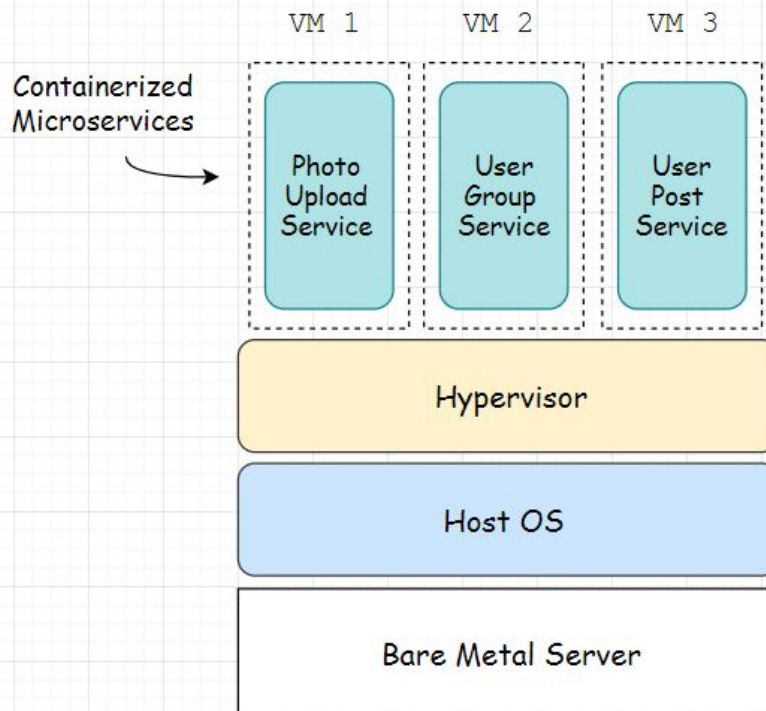 VM 1
VM 2
VM 3
Containerized
Microservices
Photo
Upload
Service
User
Group
Service
User
Post
Service
Hypervisor
Host OS
Bare Metal Server